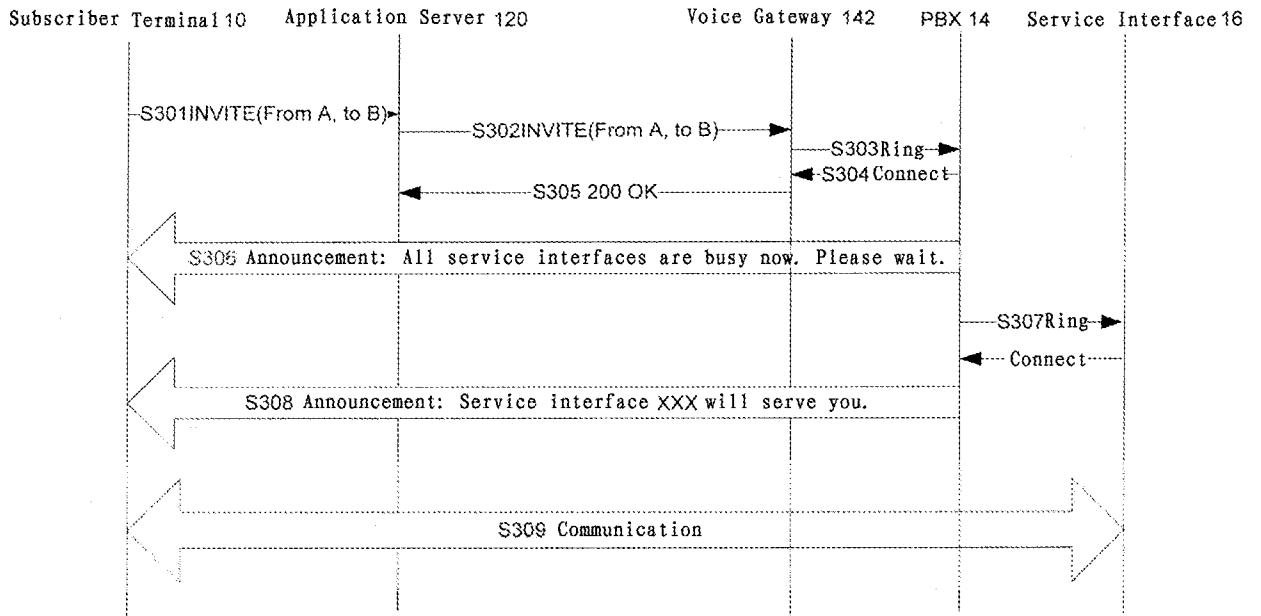 Subscriber Terminal 10 Application Server 120 Voice Gateway 142 PBX 14 Service Interface 16
S301INVITE(From A, to B)
S302INVITE(From A, to B)
S303Ring
S304 Connect
S305 200 OK
S306 Announcement: All service interfaces are busy now. Please wait.
S307Ring
Connect
S308 Announcement: Service interface XXX will serve you.
S309 Communication